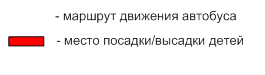 - маршрут движения автобуса
- место посадки/высадки детей